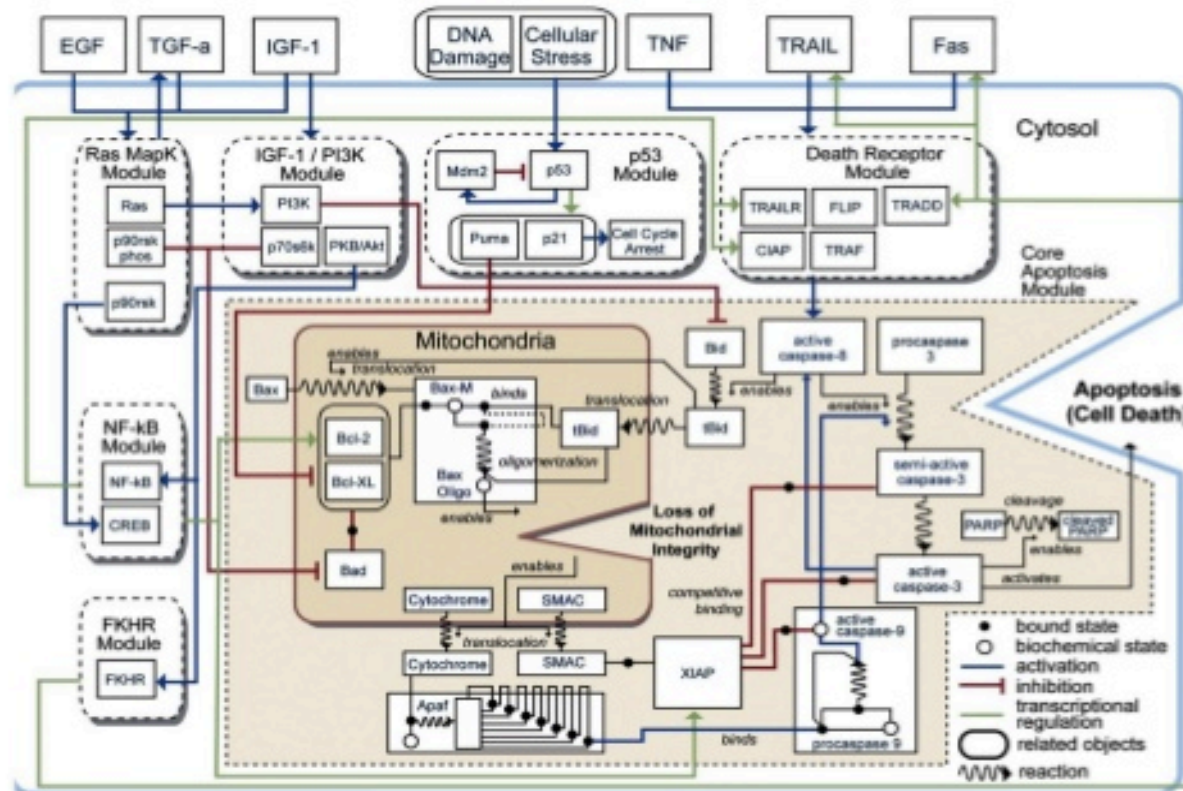 EGF
TGF-a
IGF-1
DNA
Damage
Cellular
Stress
TNF
TRAIL
Fas
Cytosol
Ras MapK
Module
Ras
p90rsk
phos
p90rsk
IGF-1 / PI3K
Module
PI3K
p70s6k
PKB/Akt
p53
Module
Mdm2
p53
Puma
p21
Cell Cycle
Arrest
Death Receptor
Module
TRAILR
FLIP
TRADD
CIAP
TRAF
Core
Apoptosis
Module
Mitochondria
enables
translocation
Bax
Bax-M
binds
Bcl-2
Bcl-XL
tBid
translocation
tBid
Bid
oligomerization
Bax
Oligo
enables
Bad
Loss of
Mitochondrial
Integrity
active
caspase-8
procaspase
3
enables
enables
Apoptosis
(Cell Death)
semi-active
caspase-3
cleavage
PARP
cleaved
PARP
enables
active
caspase-3
activates
NF-kB
Module
NF-kB
CREB
FKHR
Module
FKHR
enables
Cytochrome
SMAC
translocation
Cytochrome
SMAC
competitive
binding
XIAP
active
caspase-9
procaspase 9
Apaf
binds
bound state
biochemical state
activation
inhibition
transcriptional
regulation
related objects
reaction